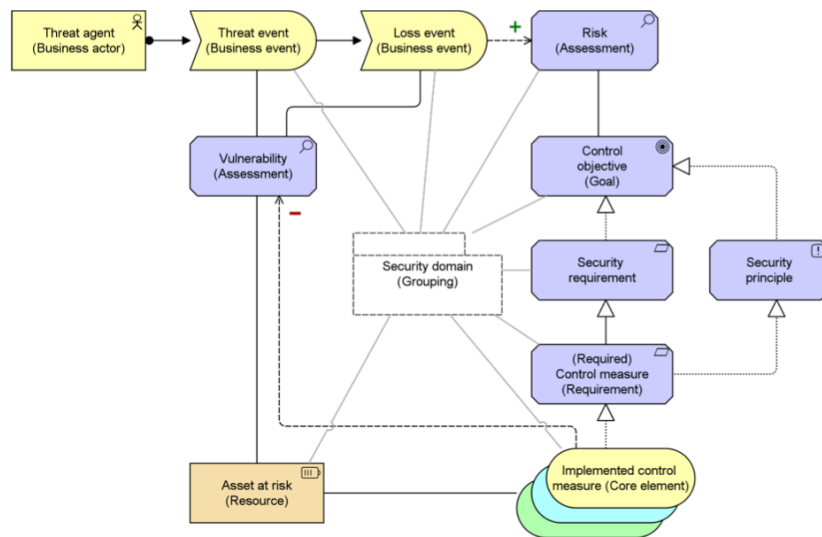 Threat agent
(Business actor)
Threat event
(Business event)
Loss event
(Business event)
+
Risk
(Assessment)
Vulnerability
(Assessment)
Control
objective
(Goal)
−
Security domain
(Grouping)
Security
requirement
!
Security
principle
(Required)
Control measure
(Requirement)
Asset at risk
(Resource)
Implemented control
measure (Core element)